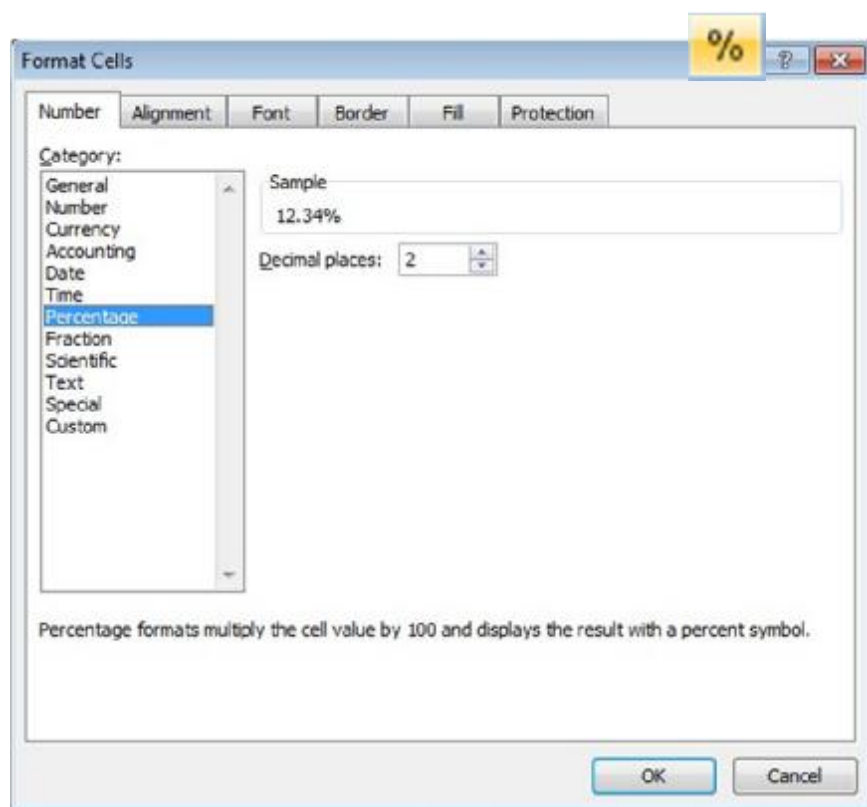 %
Format Cells
Number Alignment Font Border Fill Protection
Category:
General
Number
Currency
Accounting
Date
Time
Percentage
Fraction
Scientific
Text
Special
Custom
Sample
12.34%
Decimal places: 2
Percentage formats multiply the cell value by 100 and displays the result with a percent symbol.
OK Cancel